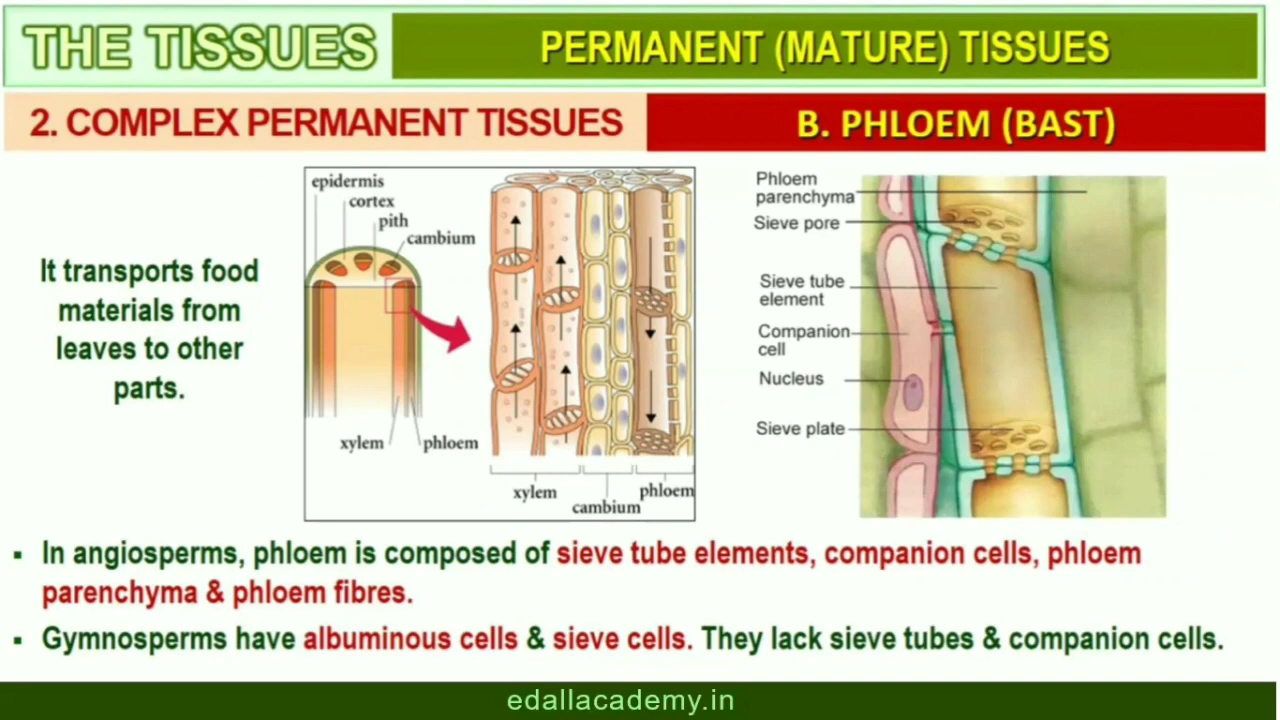 THE TISSUES
PERMANENT (MATURE) TISSUES
2. COMPLEX PERMANENT TISSUES
B. PHLOEM (BAST)
It transports food
materials from
leaves to other
parts.
epidermis
cortex
pith
cambium
xylem
phloem
xylem
cambium
phloem
Phloem
parenchyma
Sieve pore
Sieve tube
element
Companion
cell
Nucleus
Sieve plate
▪ In angiosperms, phloem is composed of sieve tube elements, companion cells, phloem
parenchyma & phloem fibres.
▪ Gymnosperms have albuminous cells & sieve cells. They lack sieve tubes & companion cells.
edallacademy.in